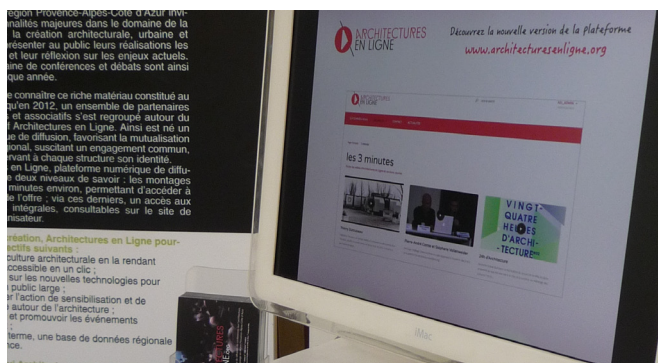 région Provence-Alpes-Côte d'Azur invi-
nnalités majeures dans le domaine de la
la création architecturale, urbaine et
résenter au public leurs réalisations les
et leur réflexion sur les enjeux actuels.
aine de conférences et débats sont ainsi
que année.
e connaître ce riche matériau constitué au
qu'en 2012, un ensemble de partenaires
s et associatifs s'est regroupé autour du
f Architectures en Ligne. Ainsi est né un
ue de diffusion, favorisant la mutualisation
gional, suscitant un engagement commun,
ervant à chaque structure son identité.
en Ligne, plateforme numérique de diffu-
e deux niveaux de savoir : les montages
minutes environ, permettant d'accéder à
e l'offre ; via ces derniers, un accès aux
intégrales, consultables sur le site de
nisateur.
création, Architectures en Ligne pour-
ectifs suivants :
culture architecturale en la rendant
ccessible en un clic ;
sur les nouvelles technologies pour
public large ;
r l'action de sensibilisation et de
autour de l'architecture ;
et promouvoir les événements
;
terme, une base de données régionale
nce.
ARCHITECTURES
EN LIGNE
Découvrez la nouvelle version de la plateforme
www.architecturesenligne.org
ARCHITECTURES
EN LIGNE
les 3 minutes
VINGT-
QUATRE
HEURES
D'ARCHI-
TECTURE
iMac